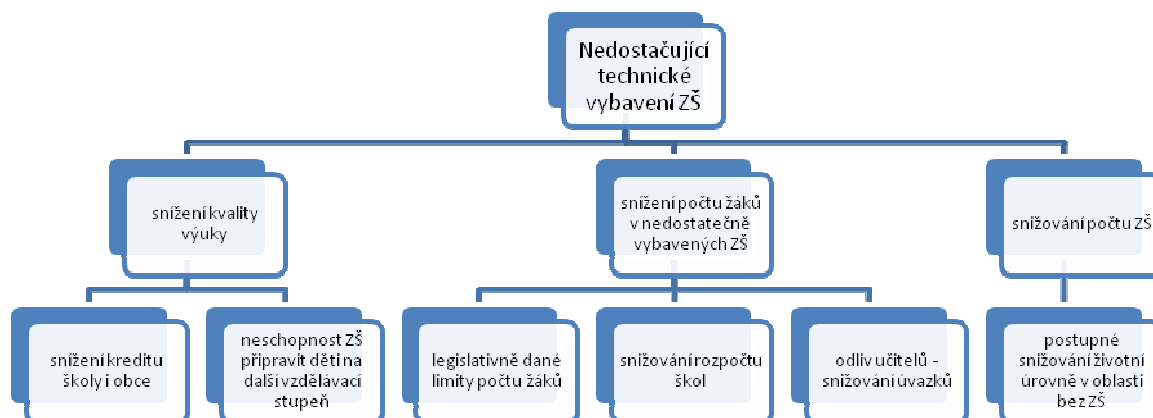 Nedostačující
technické
vybavení ZŠ
snížení kvality
výuky
snížení počtu žáků
v nedostatečně
vybavených ZŠ
snižování počtu ZŠ
snížení kreditu
školy i obce
neschopnost ZŠ
připravit děti na
další vzdělávací
stupeň
legislativně dané
limity počtu žáků
snižování rozpočtu
škol
odliv učitelů -
snižování úvazků
postupné
snižování životní
úrovně v oblasti
bez ZŠ